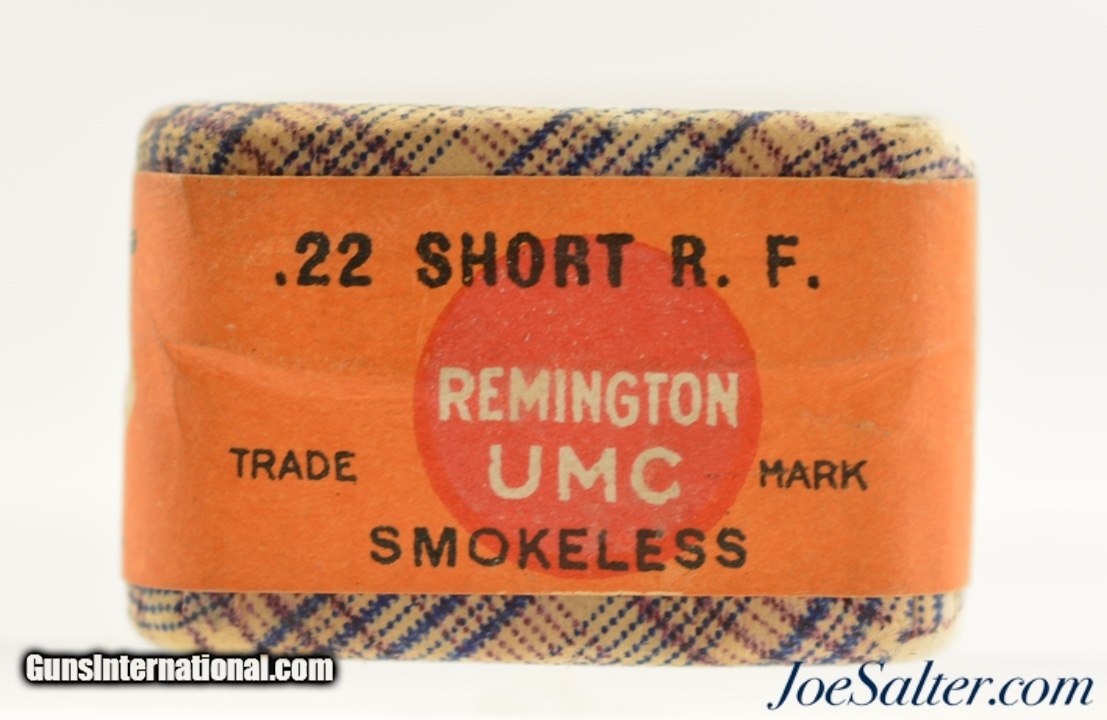 .22 SHORT R. F.
REMINGTON
UMC
TRADE MARK
SMOKELESS
GunsInternational.com
JoeSalter.com